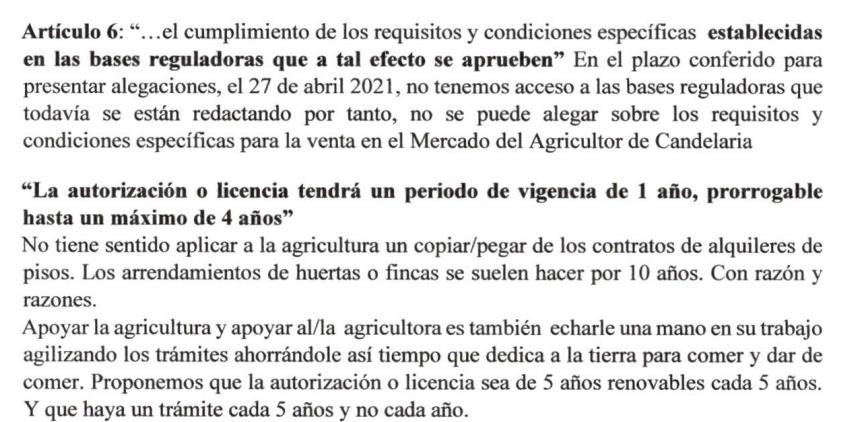 Artículo 6: “…el cumplimiento de los requisitos y condiciones específicas establecidas
en las bases reguladoras que a tal efecto se aprueben” En el plazo conferido para
presentar alegaciones, el 27 de abril 2021, no tenemos acceso a las bases reguladoras que
todavía se están redactando por tanto, no se puede alegar sobre los requisitos y
condiciones específicas para la venta en el Mercado del Agricultor de Candelaria
“La autorización o licencia tendrá un periodo de vigencia de 1 año, prorrogable
hasta un máximo de 4 años”
No tiene sentido aplicar a la agricultura un copiar/pegar de los contratos de alquileres de
pisos. Los arrendamientos de huertas o fincas se suelen hacer por 10 años. Con razón y
razones.
Apoyar la agricultura y apoyar al/la agricultora es también echarle una mano en su trabajo
agilizando los trámites ahorrándole así tiempo que dedica a la tierra para comer y dar de
comer. Proponemos que la autorización o licencia sea de 5 años renovables cada 5 años.
Y que haya un trámite cada 5 años y no cada año.